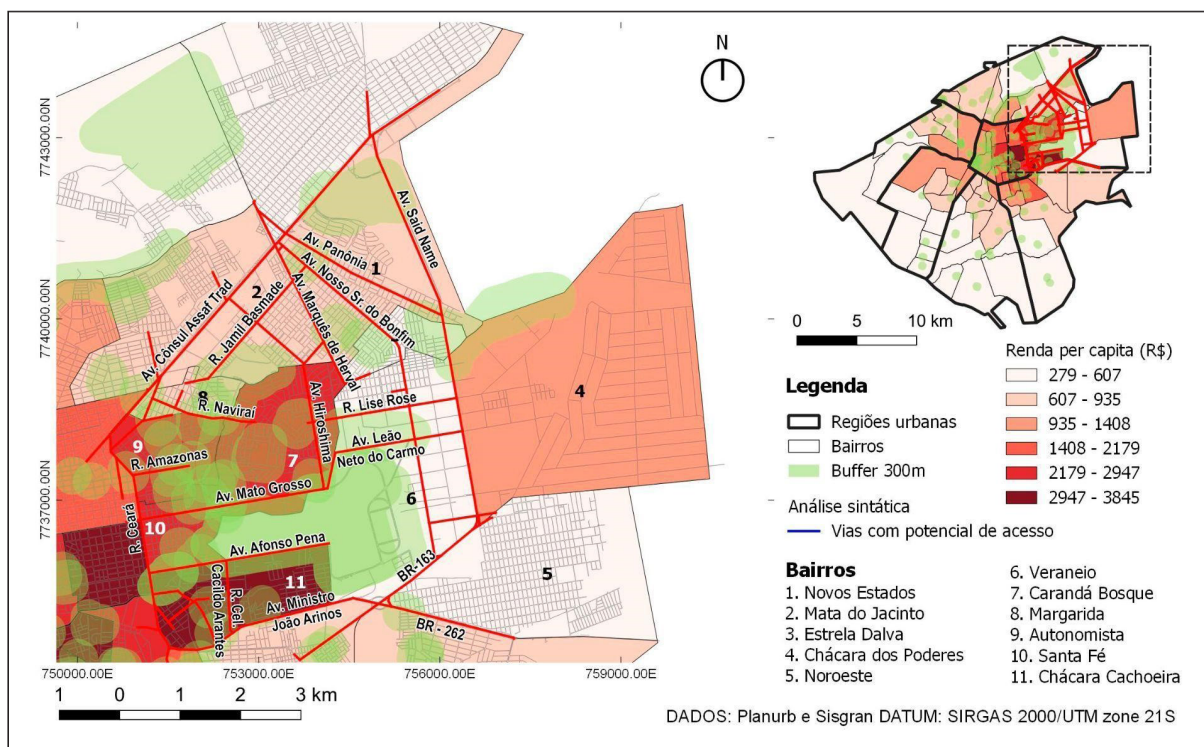 N
7743000.00N
7740000.00N
7737000.00N
750000.00E
753000.00E
756000.00E
759000.00E
Av. Said Name
Av. Panônia
1
Av. Nosso Sr. do Bonfim
2
Av. Cônsul Assaf Trad
R. Jamil Basmade
Av. Marquês de Herval
4
8
R. Naviraí
Av. Hiroshima
R. Lise Rose
9
R. Amazonas
7
Av. Leão
Neto do Carmo
Av. Mato Grosso
6
R. Ceará
10
Av. Afonso Pena
BR-163
5
Cacildo Arantes
R. Cel.
11
Av. Ministro
João Arinos
BR - 262
1 0 1 2 3 km
0 5 10 km
Legenda
Regiões urbanas
Bairros
Buffer 300m
Análise sintática
Vias com potencial de acesso
Renda per capita (R$)
279 - 607
607 - 935
935 - 1408
1408 - 2179
2179 - 2947
2947 - 3845
Bairros
1. Novos Estados
2. Mata do Jacinto
3. Estrela Dalva
4. Chácara dos Poderes
5. Noroeste
6. Veraneio
7. Carandá Bosque
8. Margarida
9. Autonomista
10. Santa Fé
11. Chácara Cachoeira
DADOS: Planurb e Sisgran DATUM: SIRGAS 2000/UTM zone 21S